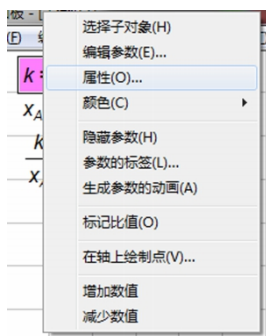 板 - [
(F)
选择子对象(H)
编辑参数(E)...
k =
属性(O)...
颜色(C)
x_A
隐藏参数(H)
k
参数的标签(L)...
x
生成参数的动画(A)
标记比值(O)
在轴上绘制点(V)...
增加数值
减少数值